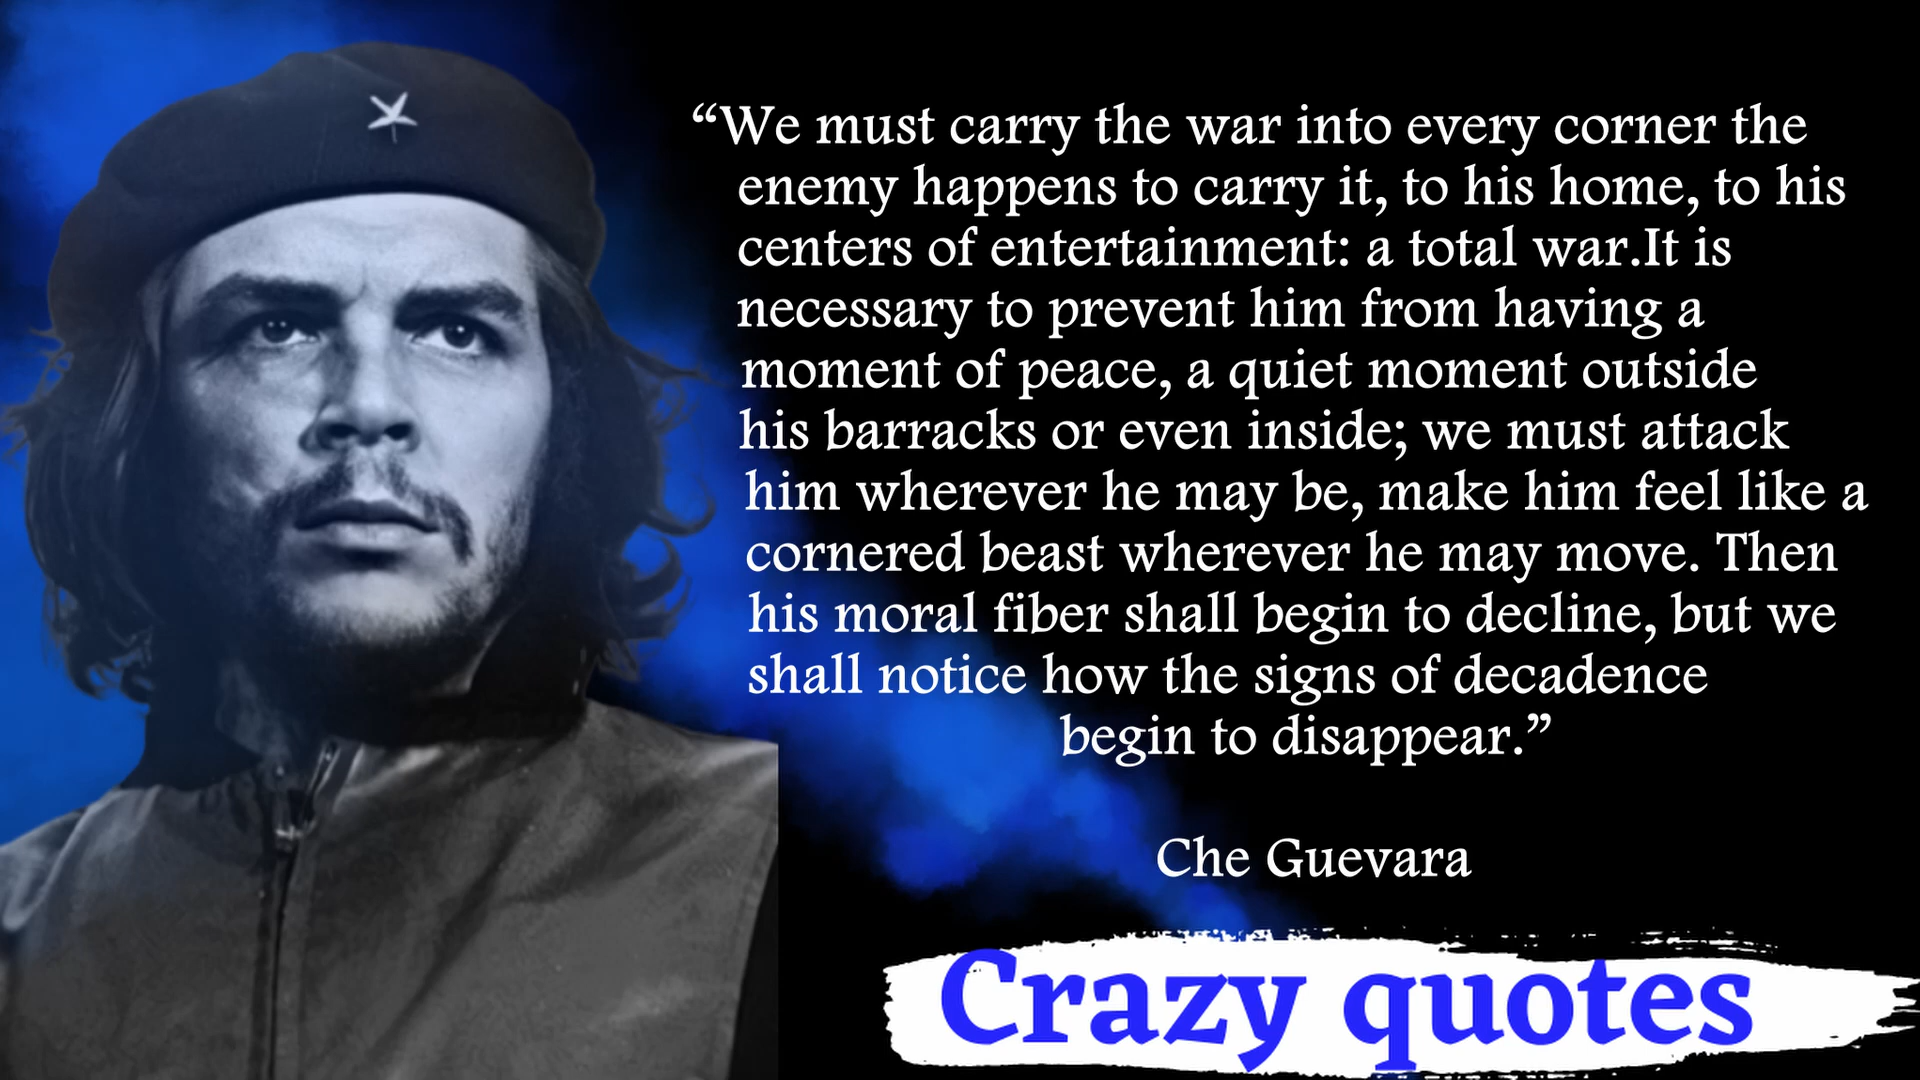 “We must carry the war into every corner the
enemy happens to carry it, to his home, to his
centers of entertainment: a total war.It is
necessary to prevent him from having a
moment of peace, a quiet moment outside
his barracks or even inside; we must attack
him wherever he may be, make him feel like a
cornered beast wherever he may move. Then
his moral fiber shall begin to decline, but we
shall notice how the signs of decadence
begin to disappear.”
Che Guevara
Crazy quotes